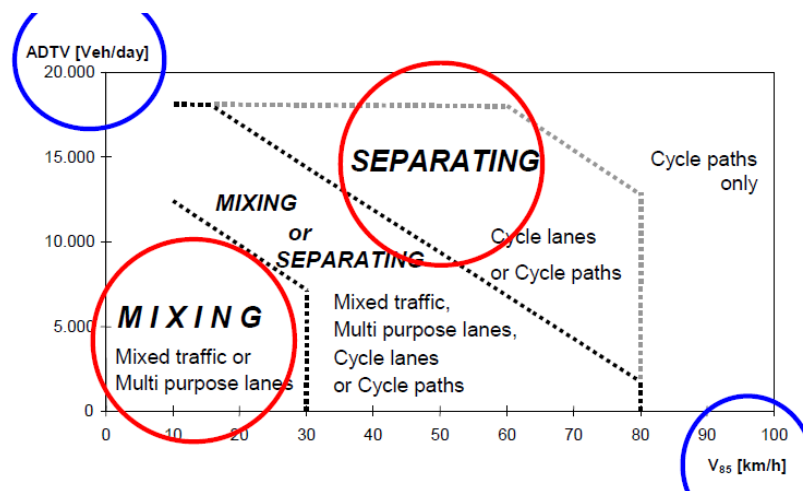 ADTV [Veh/day]
20.000
15.000
10.000
5.000
0
SEPARATING
Cycle paths
only
MIXING
or
SEPARATING
Cycle lanes
or Cycle paths
MIXING
Mixed traffic or
Multi purpose lanes
Mixed traffic,
Multi purpose lanes,
Cycle lanes
or Cycle paths
0 10 20 30 40 50 60 70 80 90 100
V85 [km/h]